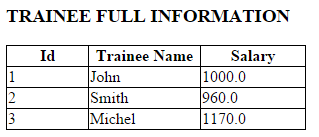 TRAINEE FULL INFORMATION
Id Trainee Name Salary
1 John 1000.0
2 Smith 960.0
3 Michel 1170.0